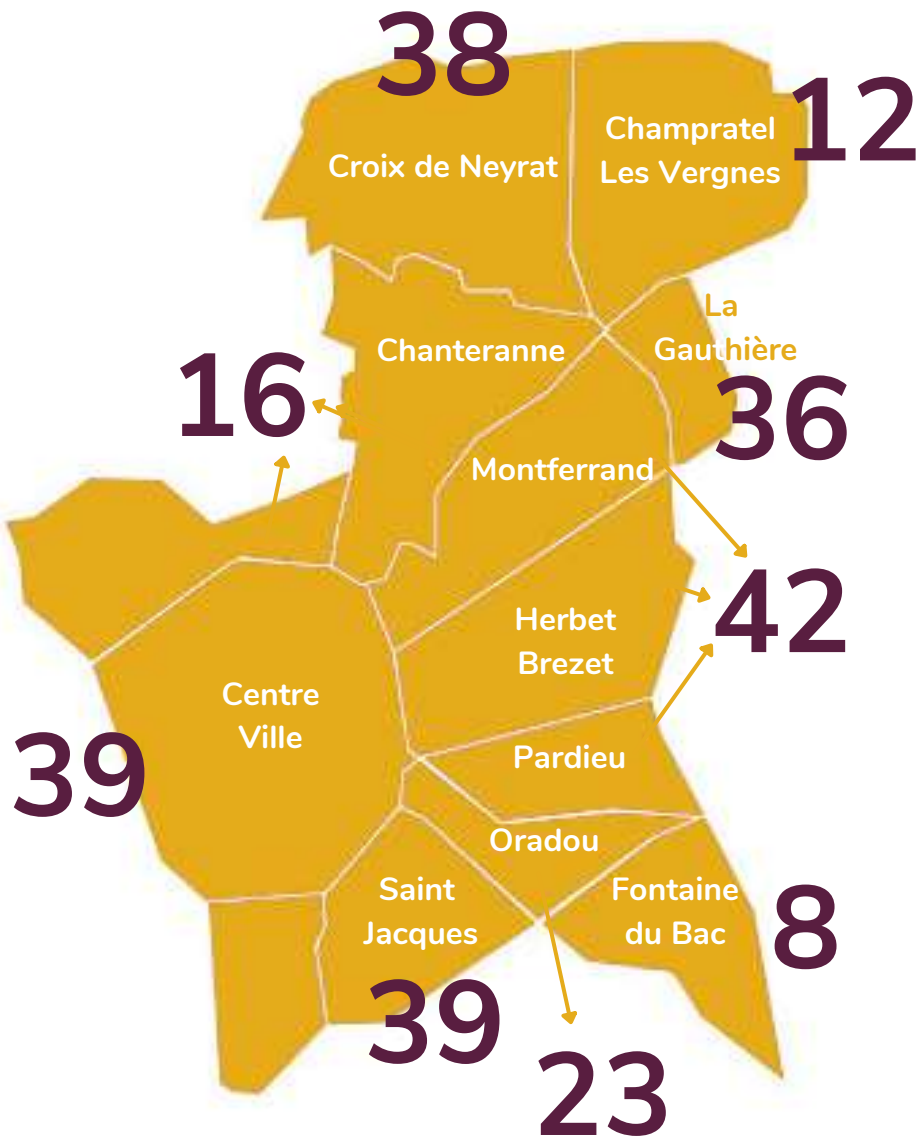 38
12
Champratel
Les Vergnes
Croix de Neyrat
La
Gauthière
Chanteranne
16
36
Montferrand
42
Herbet
Brezet
Centre
Ville
39
Pardieu
Oradou
Saint
Jacques
Fontaine
du Bac
8
39
23